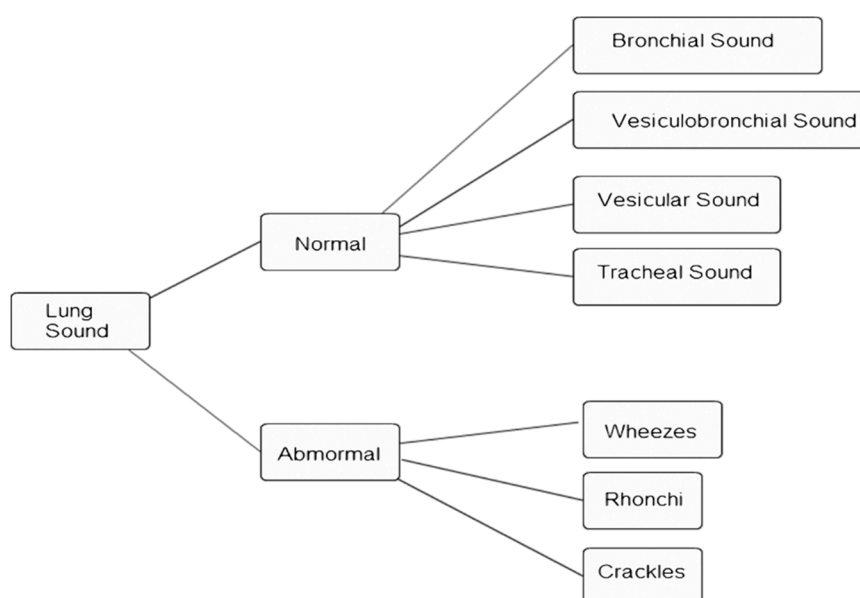 Bronchial Sound
Vesiculobronchial Sound
Vesicular Sound
Normal
Tracheal Sound
Lung
Sound
Wheezes
Abmormal
Rhonchi
Crackles